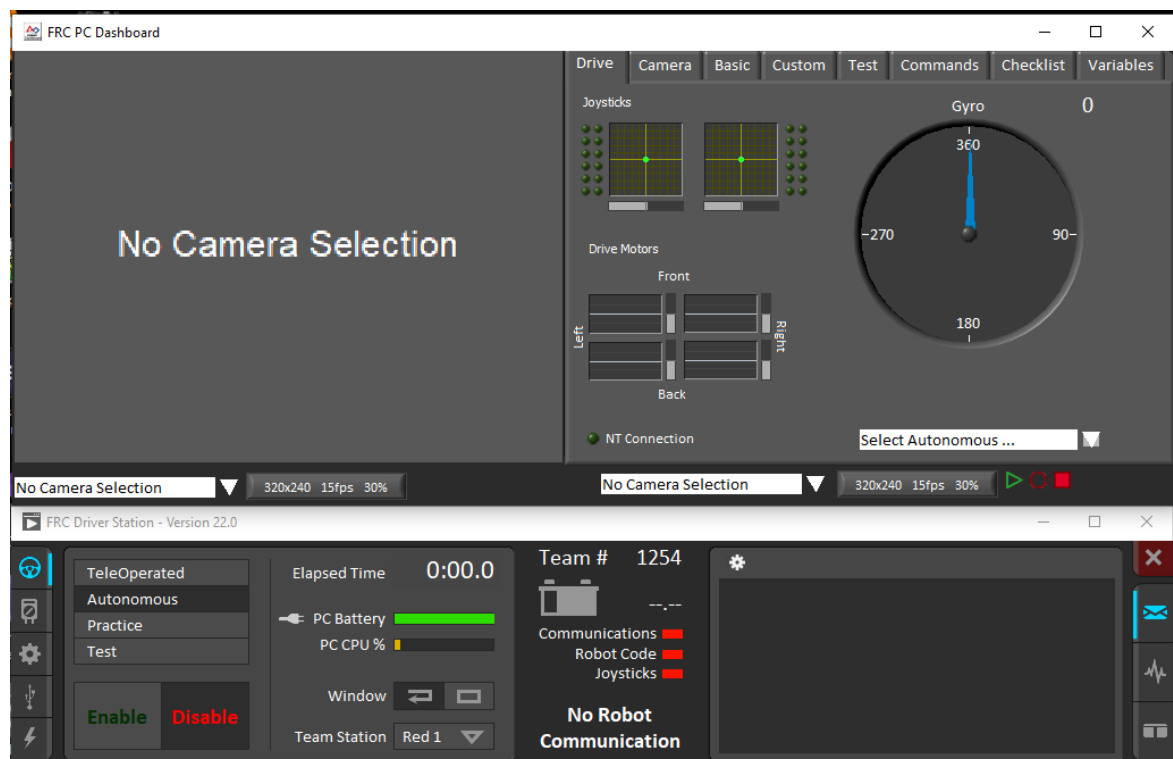 FRC PC Dashboard
No Camera Selection
Drive Camera Basic Custom Test Commands Checklist Variables
Joysticks
Gyro 0
360
270
90
180
Drive Motors
Front
Left
Right
Back
NT Connection
Select Autonomous ...
No Camera Selection 320x240 15fps 30%
No Camera Selection 320x240 15fps 30%
FRC Driver Station - Version 22.0
TeleOperated
Autonomous
Practice
Test
Enable Disable
Elapsed Time 0:00.0
PC Battery
PC CPU %
Window
Team Station Red 1
Team # 1254
--.--
Communications
Robot Code
Joysticks
No Robot
Communication